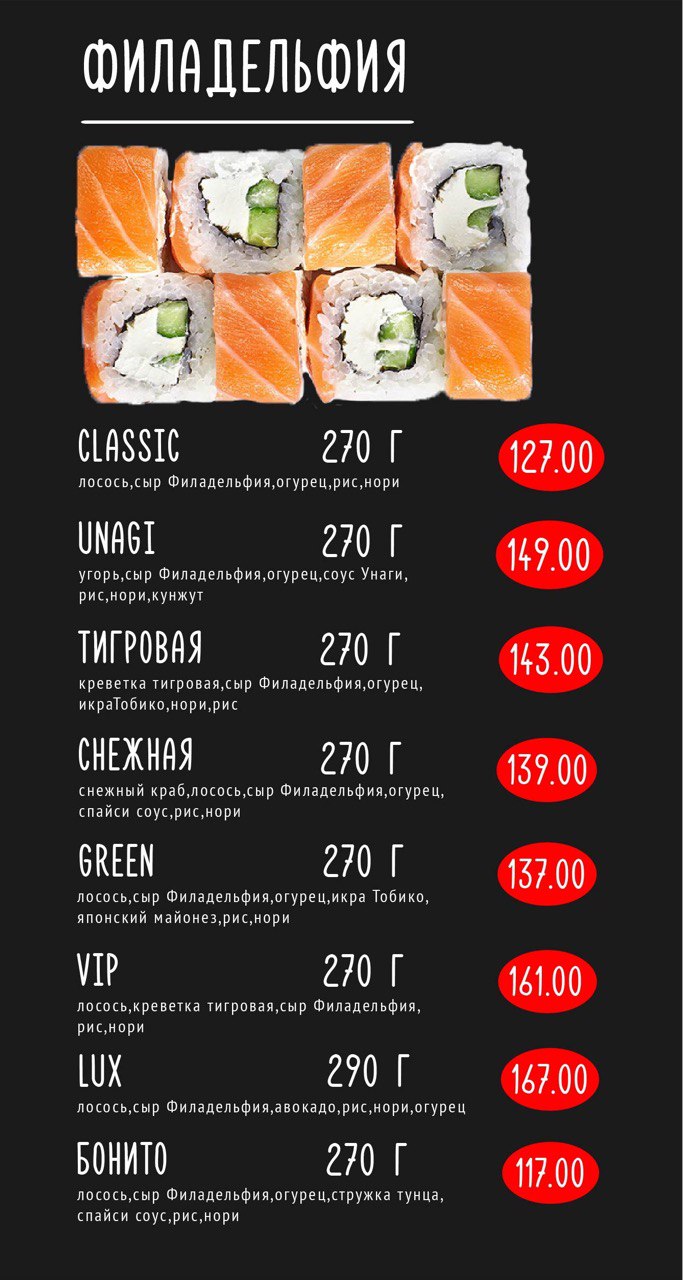 ФИЛАДЕЛЬФИЯ
CLASSIC 270 Г 127.00
лосось,сыр Филадельфия,огурец,рис,нори
UNAGI 270 Г 149.00
угорь,сыр Филадельфия,огурец,соус Унаги,
рис,нори,кунжут
ТИГРОВАЯ 270 Г 143.00
креветка тигровая,сыр Филадельфия,огурец,
икраТобико,нори,рис
СНЕЖНАЯ 270 Г 139.00
снежный краб,лосось,сыр Филадельфия,огурец,
спайси соус,рис,нори
GREEN 270 Г 137.00
лосось,сыр Филадельфия,огурец,икра Тобико,
японский майонез,рис,нори
VIP 270 Г 161.00
лосось,креветка тигровая,сыр Филадельфия,
рис,нори
LUX 290 Г 167.00
лосось,сыр Филадельфия,авокадо,рис,нори,огурец
БОНИТО 270 Г 117.00
лосось,сыр Филадельфия,огурец,стружка тунца,
спайси соус,рис,нори